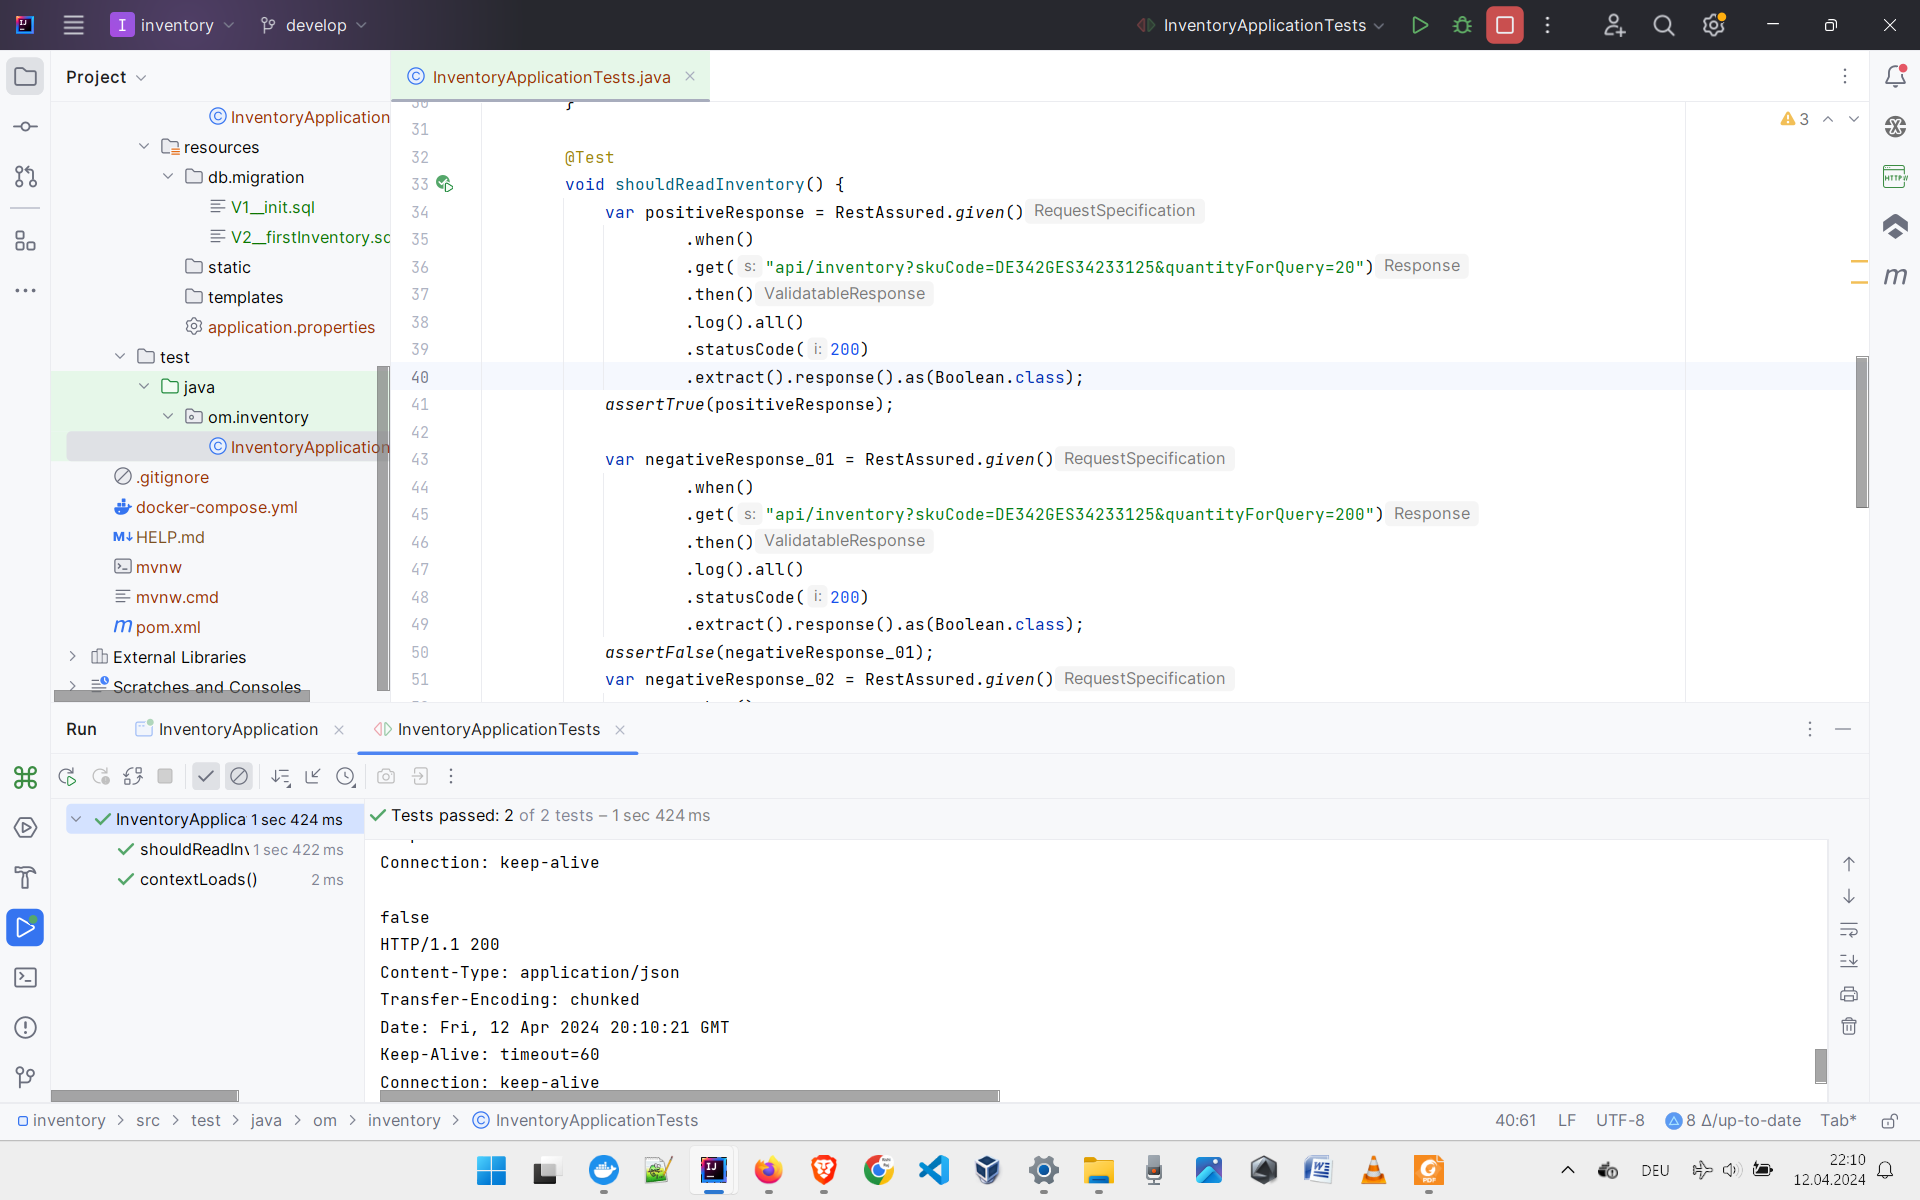 I inventory develop InventoryApplicationTests
Project
InventoryApplicationTests.java
InventoryApplication
resources
db.migration
V1__init.sql
V2__firstInventory.sq
static
templates
application.properties
test
java
om.inventory
InventoryApplication
.gitignore
docker-compose.yml
HELP.md
mvnw
mvnw.cmd
pom.xml
External Libraries
Scratches and Consoles
3
30 }
31
32 @Test
33 void shouldReadInventory() {
34 var positiveResponse = RestAssured.given() RequestSpecification
35 .when()
36 .get( s: "api/inventory?skuCode=DE342GES34233125&quantityForQuery=20") Response
37 .then() ValidatableResponse
38 .log().all()
39 .statusCode( i: 200)
40 .extract().response().as(Boolean.class);
41 assertTrue(positiveResponse);
42
43 var negativeResponse_01 = RestAssured.given() RequestSpecification
44 .when()
45 .get( s: "api/inventory?skuCode=DE342GES34233125&quantityForQuery=200") Response
46 .then() ValidatableResponse
47 .log().all()
48 .statusCode( i: 200)
49 .extract().response().as(Boolean.class);
50 assertFalse(negativeResponse_01);
51 var negativeResponse_02 = RestAssured.given() RequestSpecification
Run InventoryApplication InventoryApplicationTests
InventoryApplica 1 sec 424 ms
shouldReadInv 1 sec 422 ms
contextLoads() 2 ms
Tests passed: 2 of 2 tests – 1 sec 424 ms
Connection: keep-alive
false
HTTP/1.1 200
Content-Type: application/json
Transfer-Encoding: chunked
Date: Fri, 12 Apr 2024 20:10:21 GMT
Keep-Alive: timeout=60
Connection: keep-alive
inventory > src > test > java > om > inventory > InventoryApplicationTests
40:61 LF UTF-8 8 Δ/up-to-date Tab*
DEU
22:10
12.04.2024